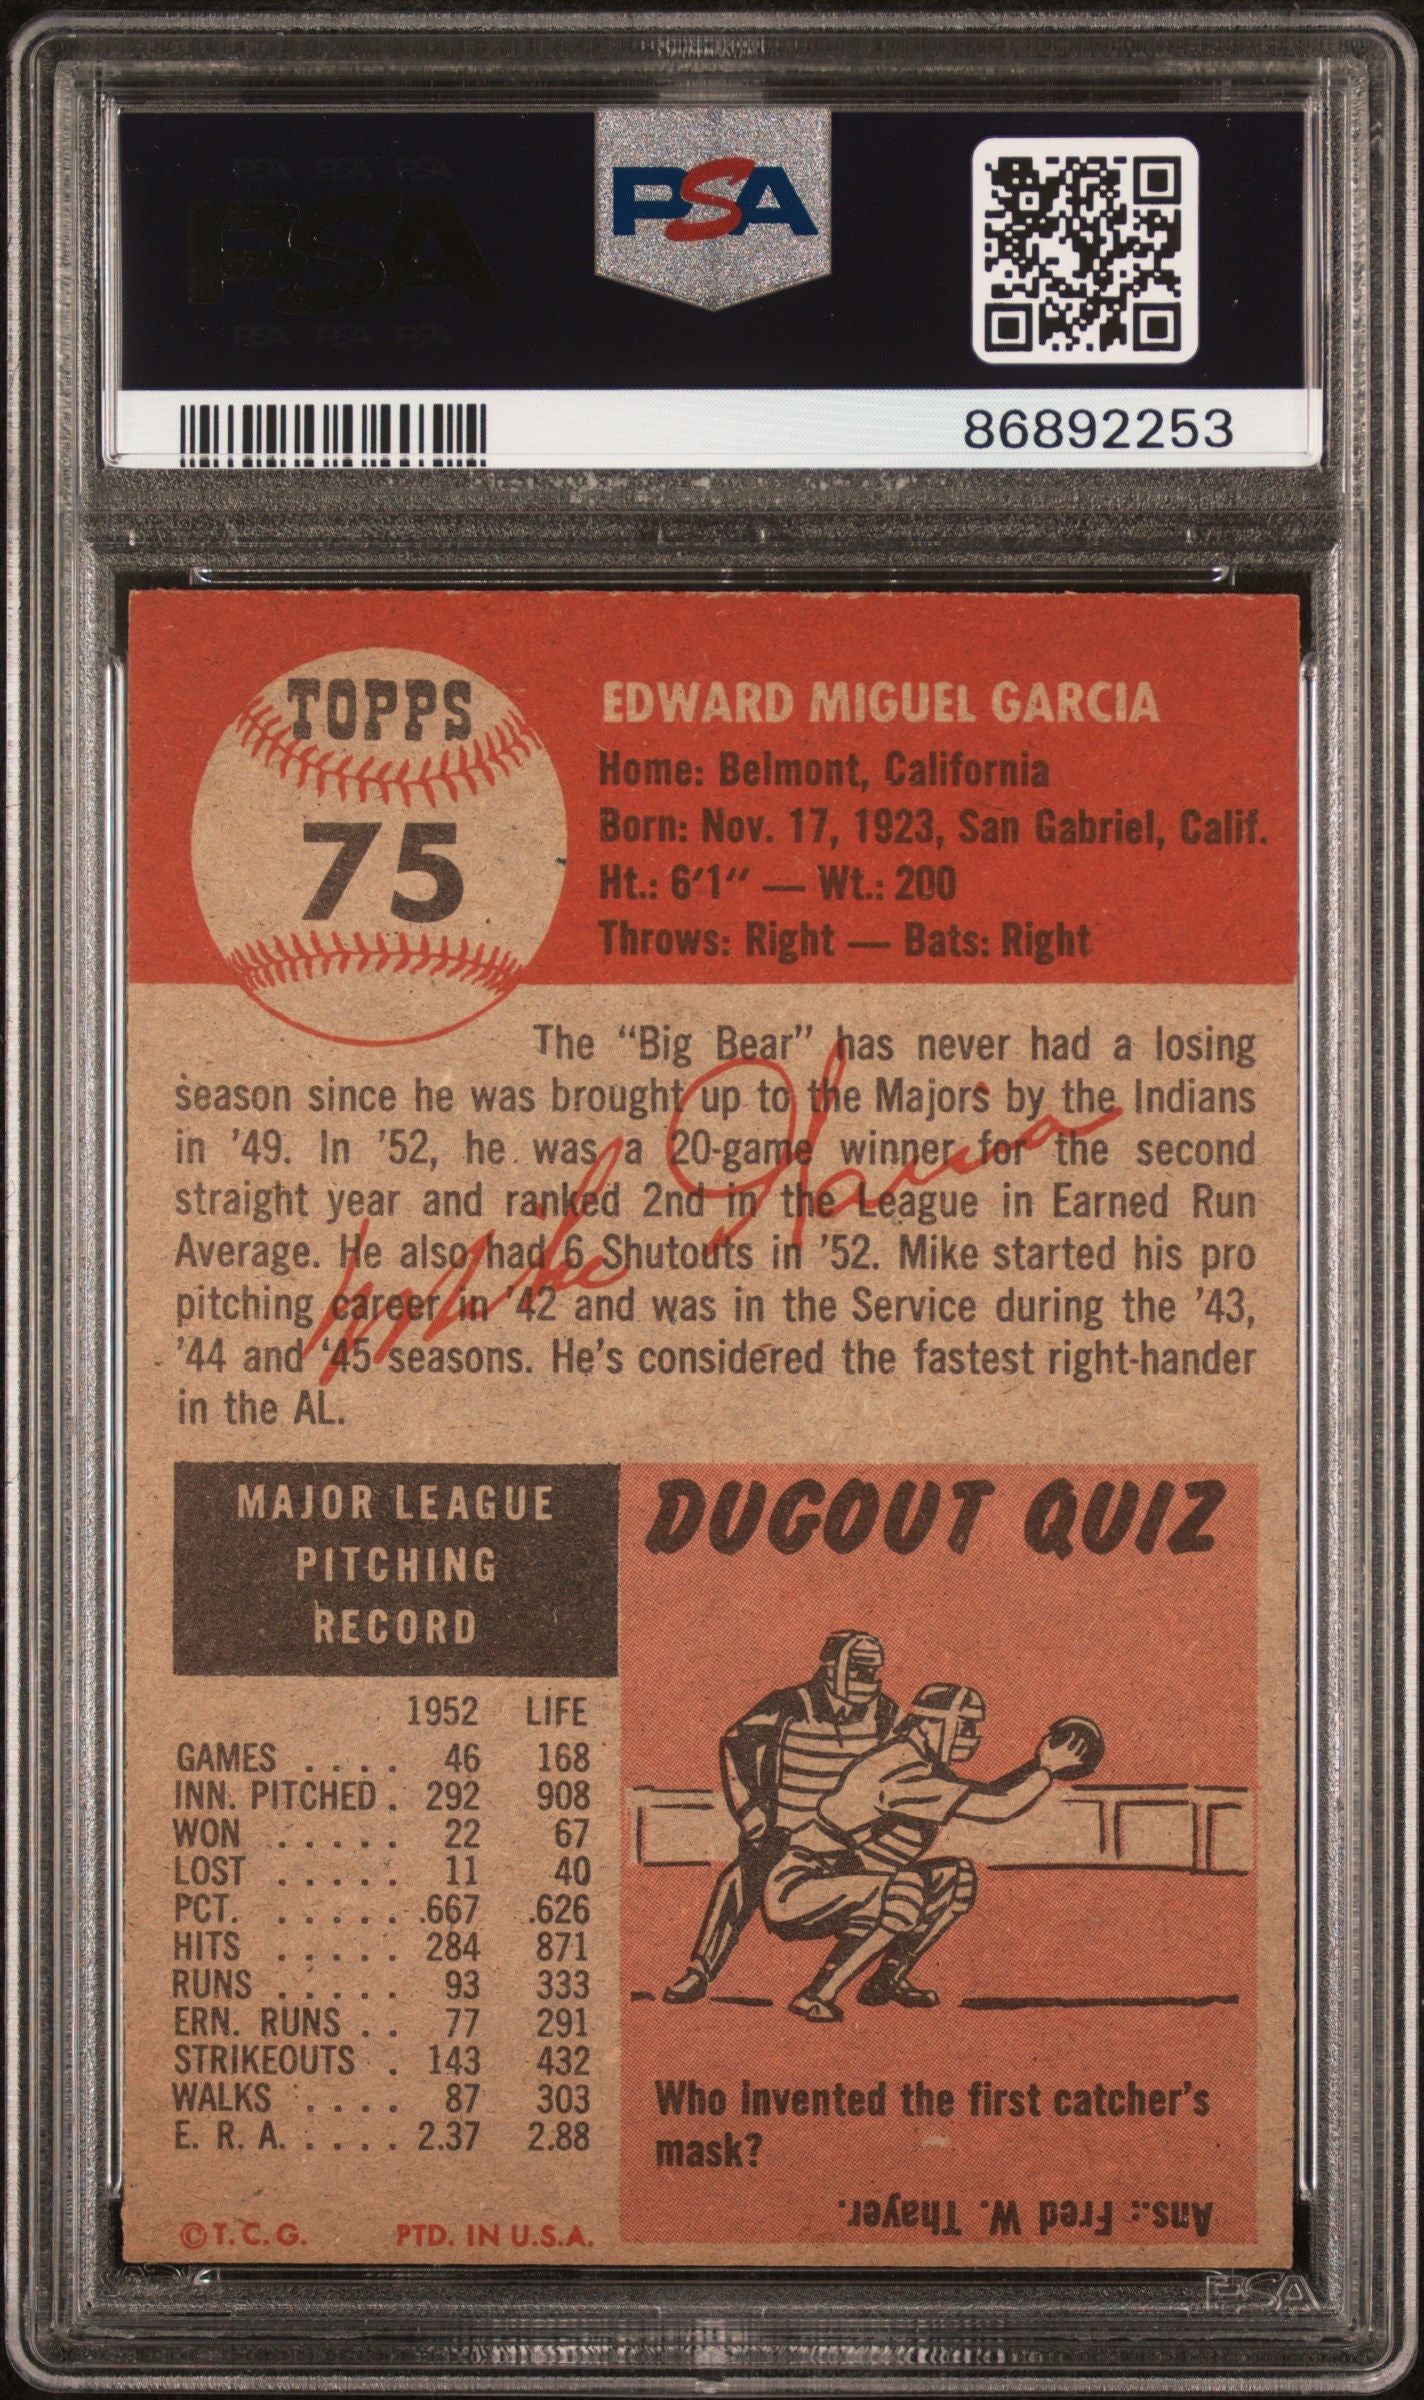 PSA PSA PSA
PSA
PSA PSA PSA
PSA
86892253
TOPPS
75
EDWARD MIGUEL GARCIA
Home: Belmont, California
Born: Nov. 17, 1923, San Gabriel, Calif.
Ht.: 6'1" — Wt.: 200
Throws: Right — Bats: Right
The "Big Bear" has never had a losing
season since he was brought up to the Majors by the Indians
in '49. In '52, he was a 20-game winner for the second
straight year and ranked 2nd in the League in Earned Run
Average. He also had 6 Shutouts in '52. Mike started his pro
pitching career in '42 and was in the Service during the '43,
'44 and '45 seasons. He's considered the fastest right-hander
in the AL.
Mike Garcia
MAJOR LEAGUE
PITCHING
RECORD
1952 LIFE
GAMES .... 46 168
INN. PITCHED . 292 908
WON ..... 22 67
LOST ..... 11 40
PCT. ..... .667 .626
HITS ..... 284 871
RUNS ..... 93 333
ERN. RUNS .. 77 291
STRIKEOUTS . 143 432
WALKS .... 87 303
E. R. A. .... 2.37 2.88
©T. C. G. PTD. IN U.S.A.
DUGOUT QUIZ
Who invented the first catcher's
mask?
Ans.: Fred W. Thayer.
PSA